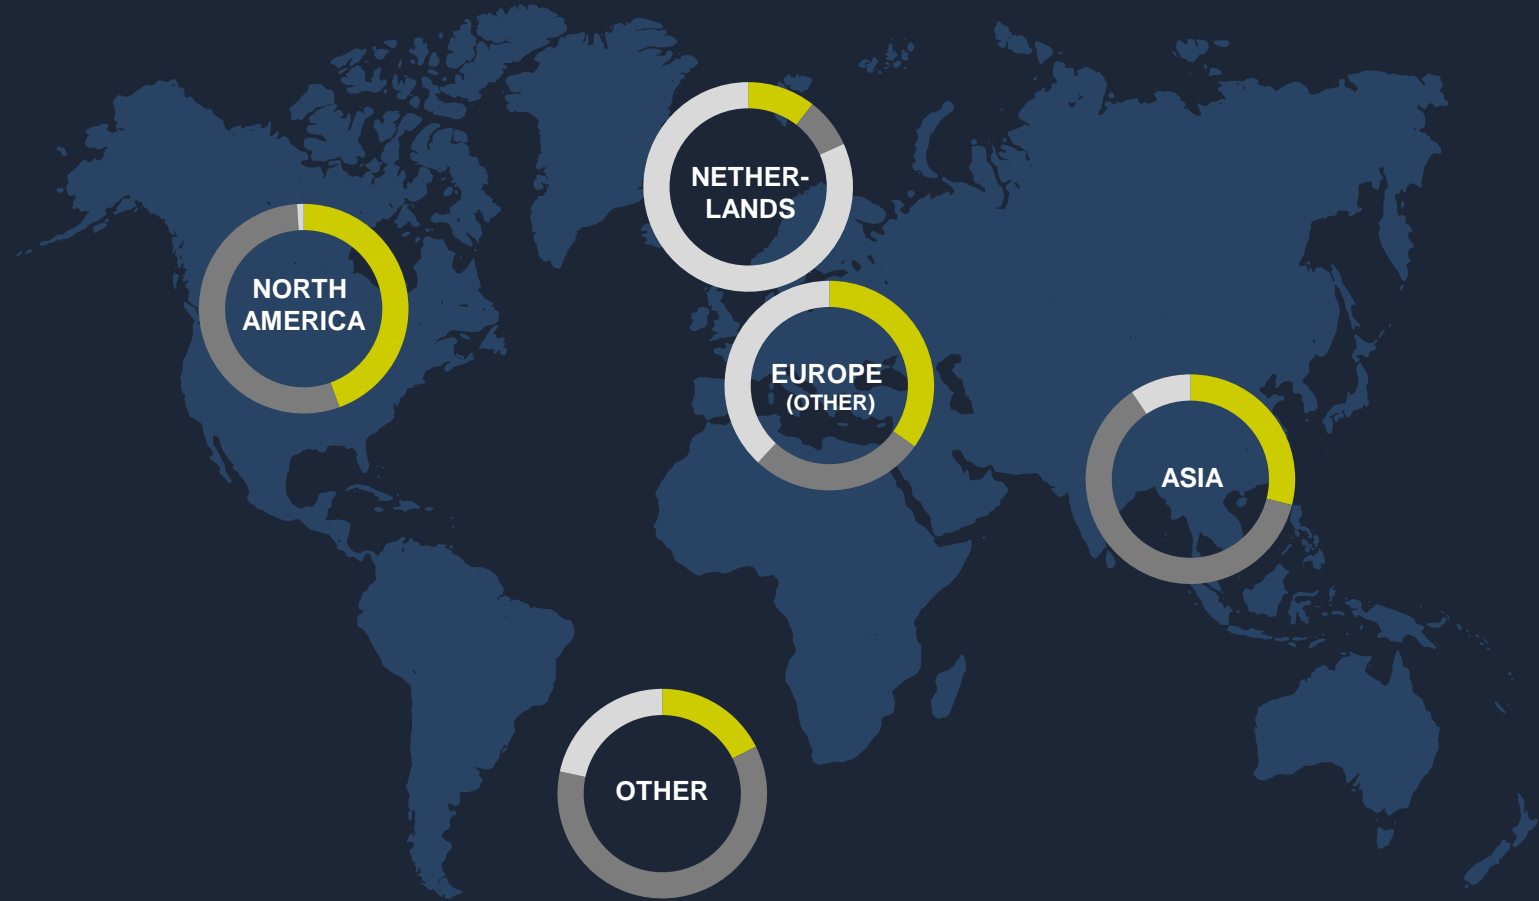 NETHER-
LANDS
NORTH
AMERICA
EUROPE
(OTHER)
ASIA
OTHER